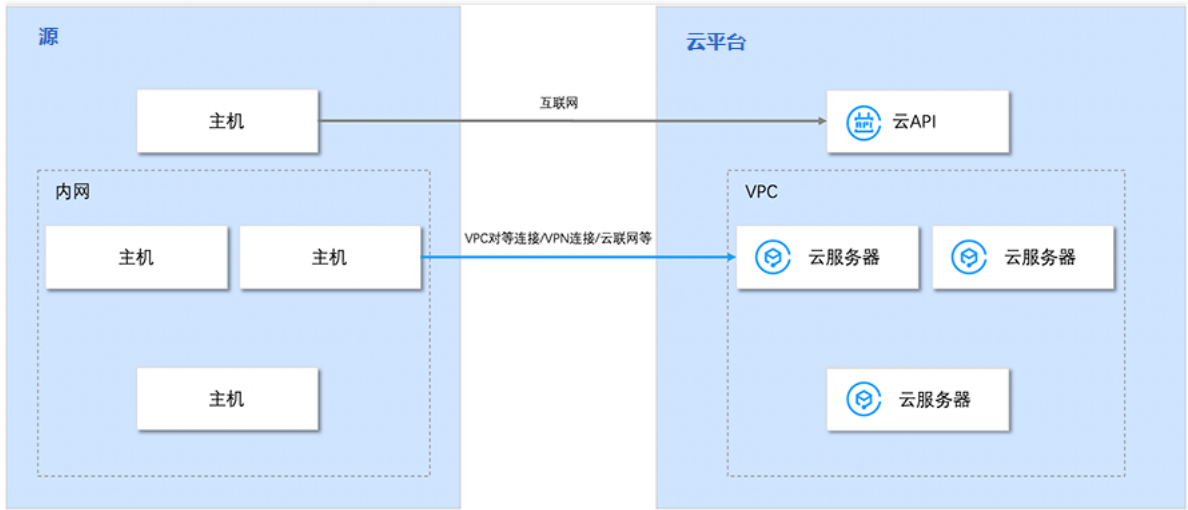 源
云平台
主机
互联网
API
云API
内网
VPC
主机
主机
VPC对等连接/VPN连接/云联网等
云服务器
云服务器
主机
云服务器